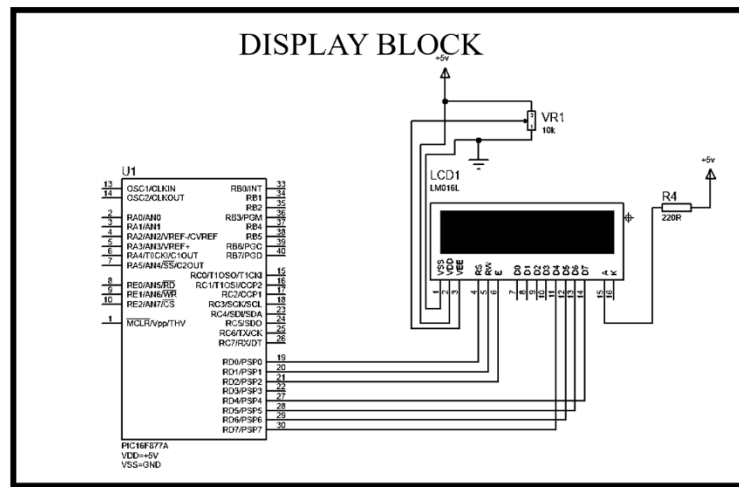 DISPLAY BLOCK
+5v
VR1
10k
+5v
LCD1
LM016L
R4
220R
VSS VDD VEE RS RW E D0 D1 D2 D3 D4 D5 D6 D7 A K
1 2 3 4 5 6 7 8 9 10 11 12 13 14 15 16
U1
13 OSC1/CLKIN RB0/INT 33
14 OSC2/CLKOUT RB1 34
RB2 35
2 RA0/AN0 RB3/PGM 36
3 RA1/AN1 RB4 37
4 RA2/AN2/VREF-/CVREF RB5 38
5 RA3/AN3/VREF+ RB6/PGC 39
6 RA4/T0CKI/C1OUT RB7/PGD 40
7 RA5/AN4/SS/C2OUT
RC0/T1OSO/T1CKI 15
8 RE0/AN5/RD RC1/T1OSI/CCP2 16
9 RE1/AN6/WR RC2/CCP1 17
10 RE2/AN7/CS RC3/SCK/SCL 18
RC4/SDI/SDA 23
1 MCLR/Vpp/THV RC5/SDO 24
RC6/TX/CK 25
RC7/RX/DT 26
RD0/PSP0 19
RD1/PSP1 20
RD2/PSP2 21
RD3/PSP3 22
RD4/PSP4 27
RD5/PSP5 28
RD6/PSP6 29
RD7/PSP7 30
PIC16F877A
VDD=+5V
VSS=GND